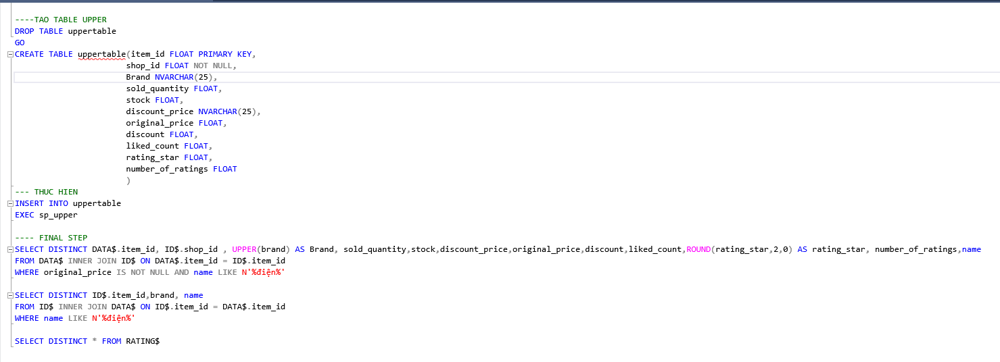 ----TAO TABLE UPPER
DROP TABLE uppertable
GO
CREATE TABLE uppertable(item_id FLOAT PRIMARY KEY,
shop_id FLOAT NOT NULL,
Brand NVARCHAR(25),
sold_quantity FLOAT,
stock FLOAT,
discount_price NVARCHAR(25),
original_price FLOAT,
discount FLOAT,
liked_count FLOAT,
rating_star FLOAT,
number_of_ratings FLOAT
)
--- THUC HIEN
INSERT INTO uppertable
EXEC sp_upper
---- FINAL STEP
SELECT DISTINCT DATA$.item_id, ID$.shop_id , UPPER(brand) AS Brand, sold_quantity,stock,discount_price,original_price,discount,liked_count,ROUND(rating_star,2,0) AS rating_star, number_of_ratings,name
FROM DATA$ INNER JOIN ID$ ON DATA$.item_id = ID$.item_id
WHERE original_price IS NOT NULL AND name LIKE N'%điện%'
SELECT DISTINCT ID$.item_id,brand, name
FROM ID$ INNER JOIN DATA$ ON ID$.item_id = DATA$.item_id
WHERE name LIKE N'%điện%'
SELECT DISTINCT * FROM RATING$